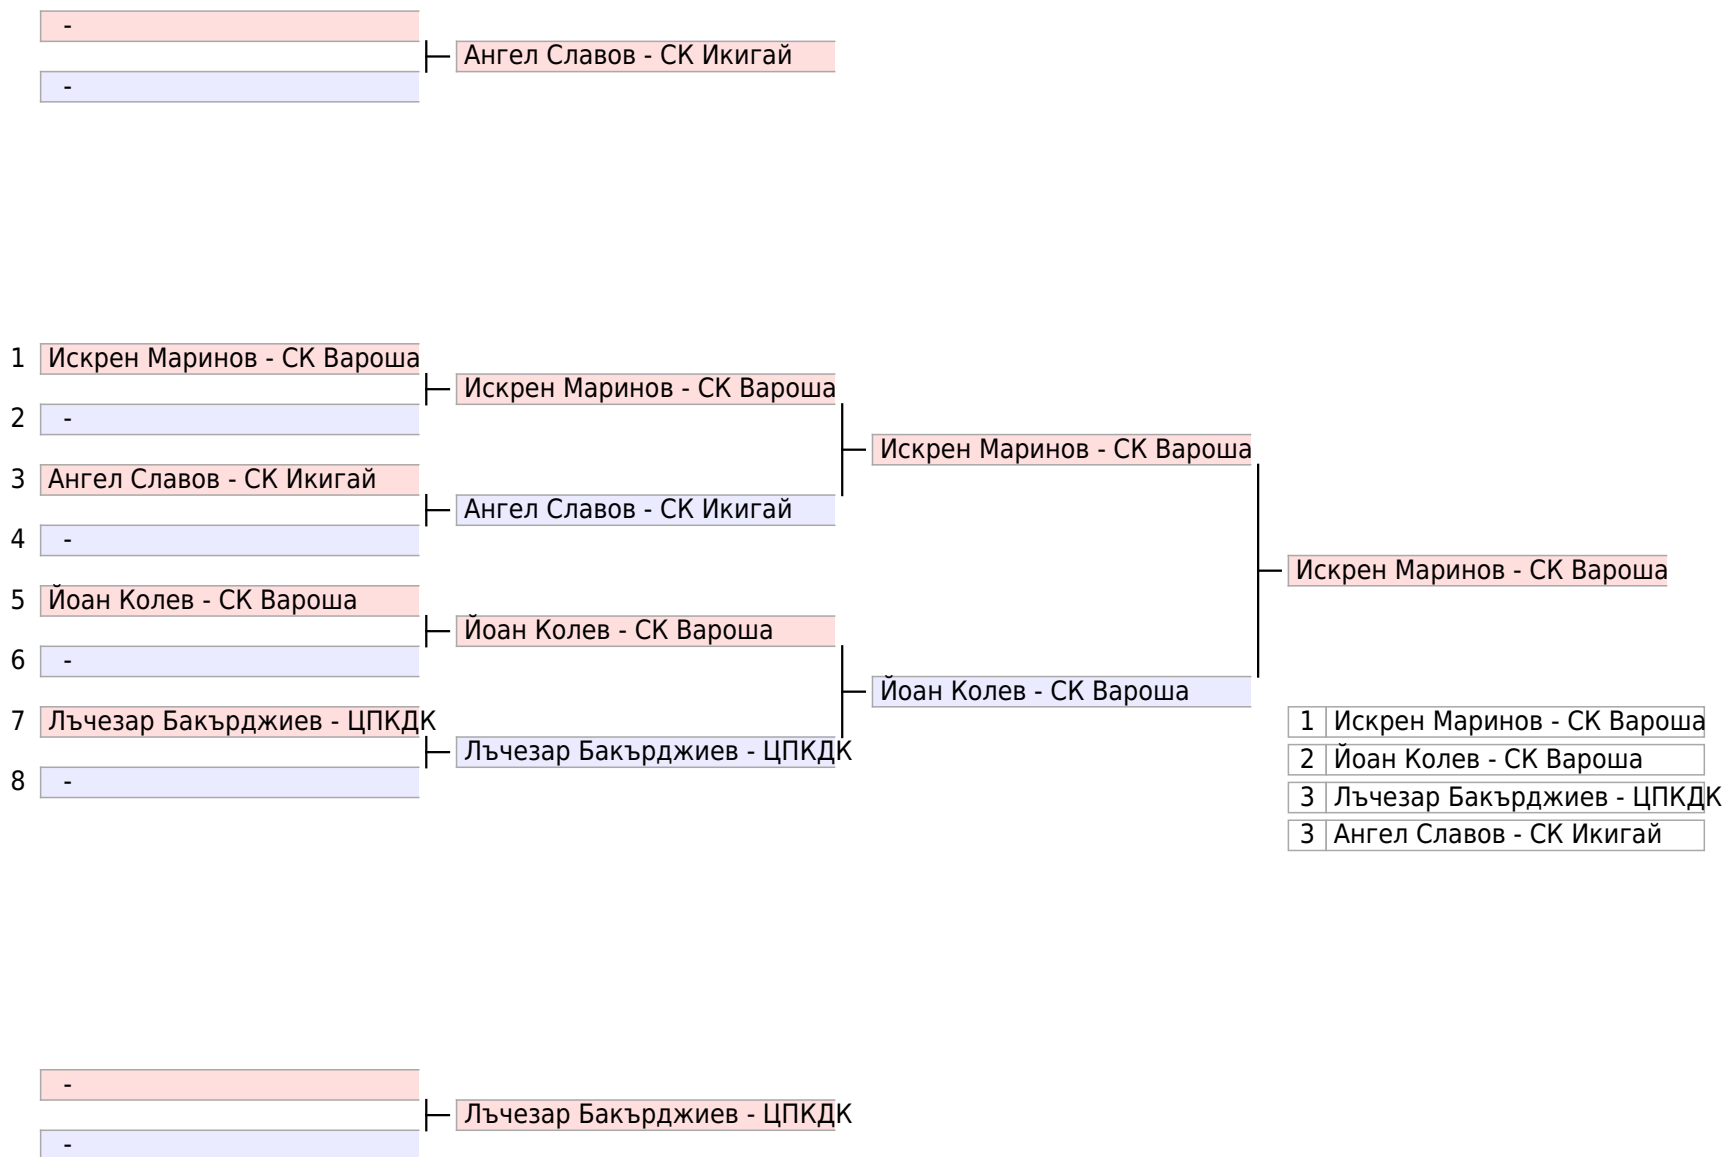 -
Ангел Славов - СК Икигай
-
1 Искрен Маринов - СК Вароша
Искрен Маринов - СК Вароша
2 -
Искрен Маринов - СК Вароша
3 Ангел Славов - СК Икигай
Ангел Славов - СК Икигай
4 -
Искрен Маринов - СК Вароша
5 Йоан Колев - СК Вароша
Йоан Колев - СК Вароша
6 -
Йоан Колев - СК Вароша
7 Лъчезар Бакърджиев - ЦПКДК
Лъчезар Бакърджиев - ЦПКДК
8 -
1 Искрен Маринов - СК Вароша
2 Йоан Колев - СК Вароша
3 Лъчезар Бакърджиев - ЦПКДК
3 Ангел Славов - СК Икигай
-
Лъчезар Бакърджиев - ЦПКДК
-